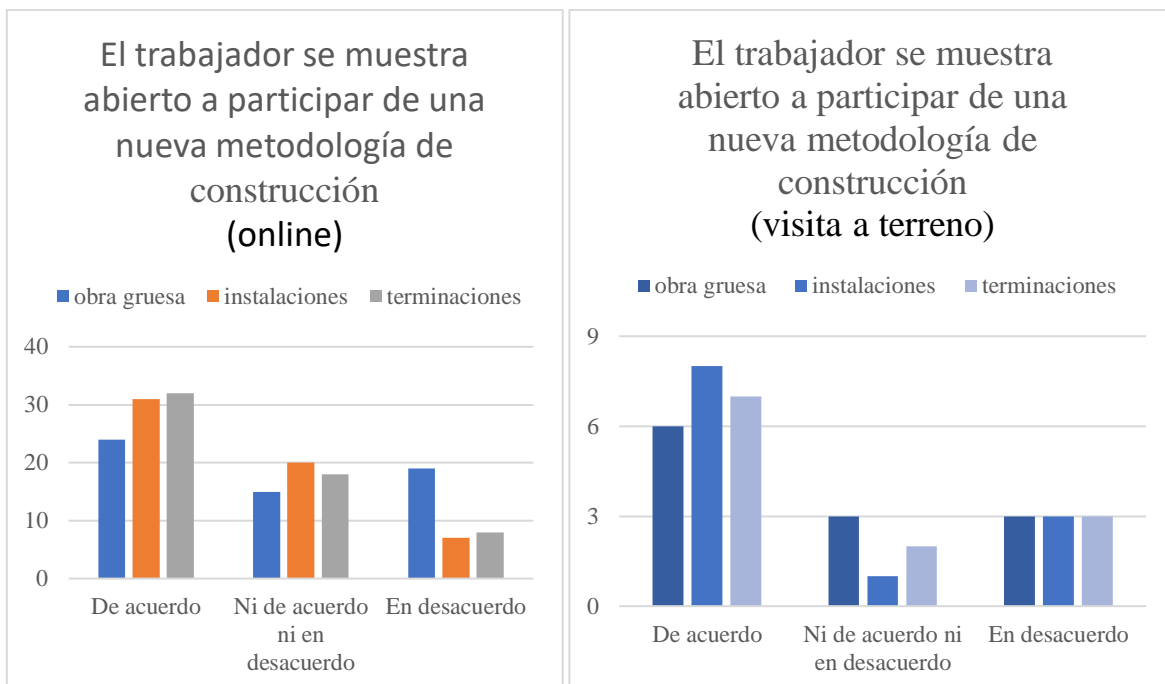 El trabajador se muestra
abierto a participar de una
nueva metodología de
construcción
(online)
obra gruesa instalaciones terminaciones
40
30
20
10
0
De acuerdo Ni de acuerdo En desacuerdo
ni en
desacuerdo
El trabajador se muestra
abierto a participar de una
nueva metodología de
construcción
(visita a terreno)
obra gruesa instalaciones terminaciones
9
6
3
0
De acuerdo Ni de acuerdo ni En desacuerdo
en desacuerdo